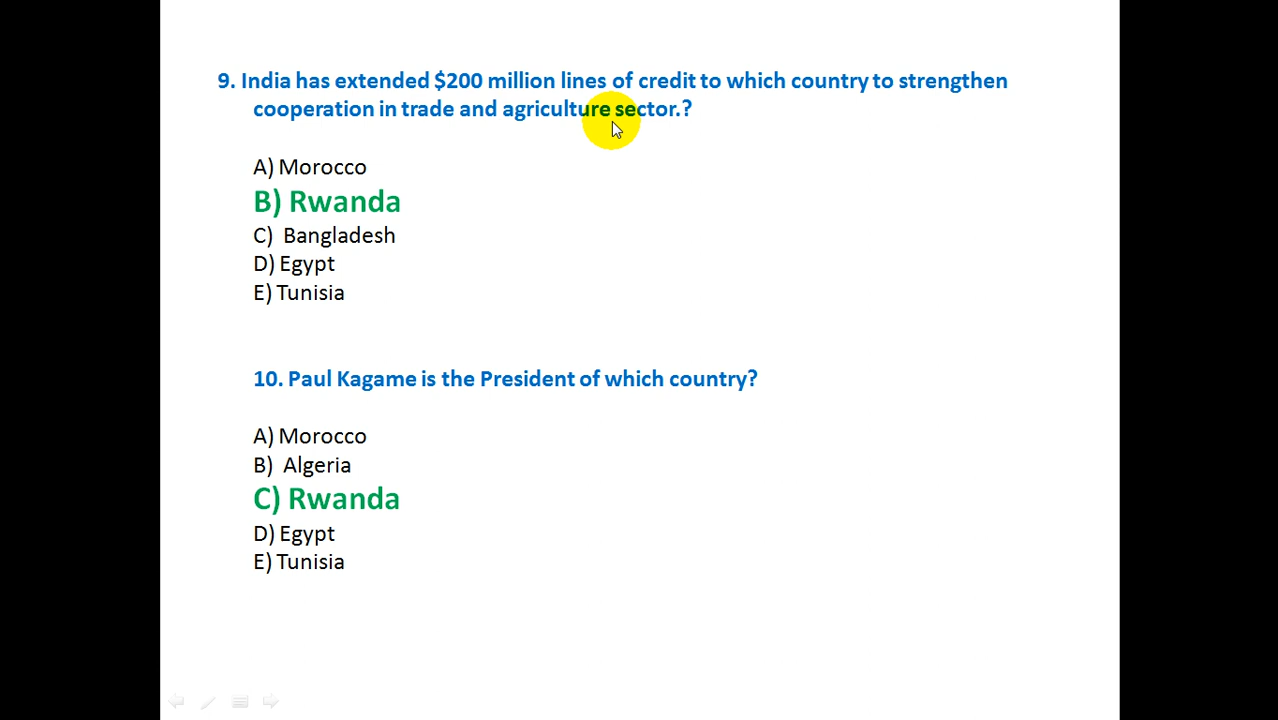 9. India has extended $200 million lines of credit to which country to strengthen
cooperation in trade and agriculture sector.?
A) Morocco
B) Rwanda
C) Bangladesh
D) Egypt
E) Tunisia
10. Paul Kagame is the President of which country?
A) Morocco
B) Algeria
C) Rwanda
D) Egypt
E) Tunisia